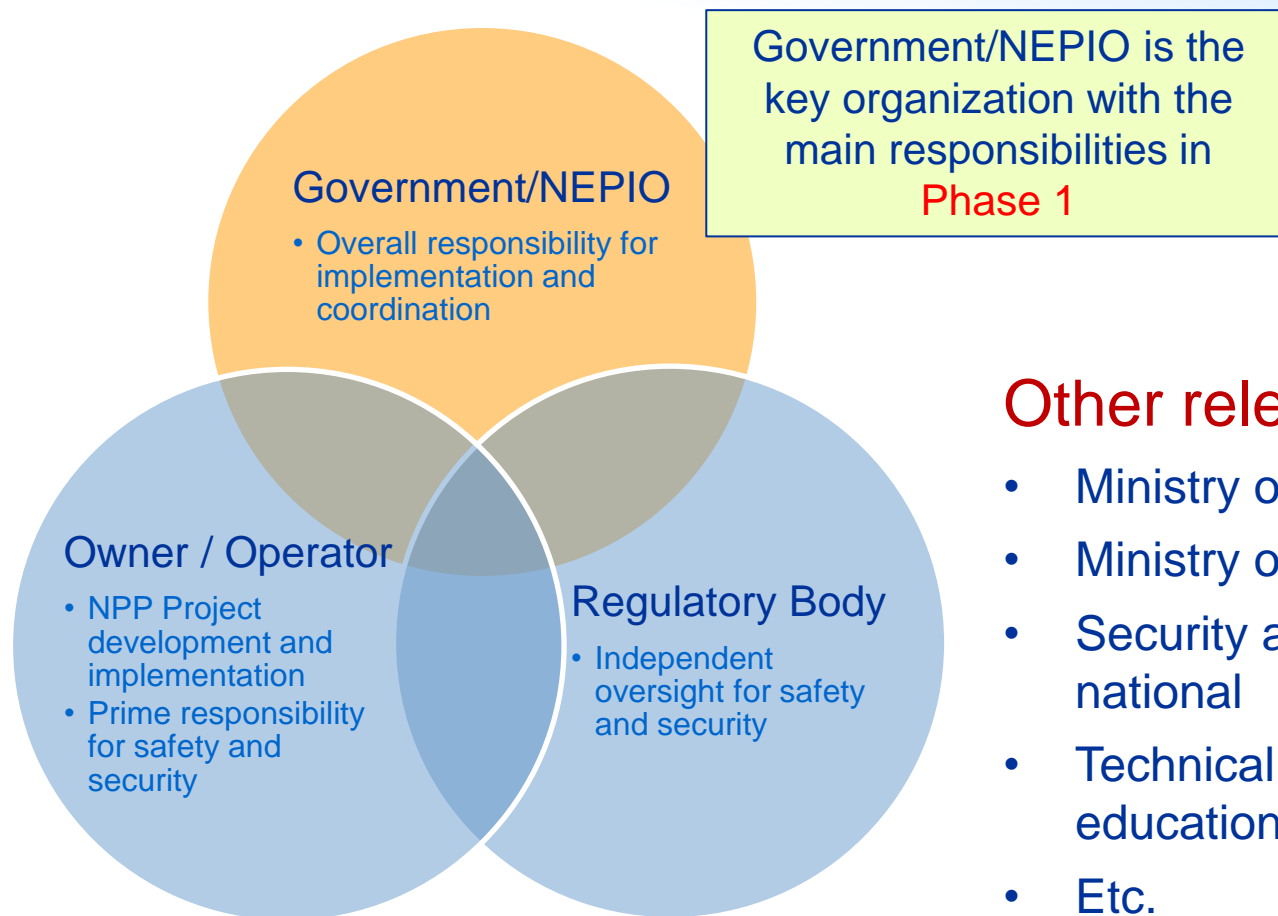 Government/NEPIO is the
key organization with the
main responsibilities in
Phase 1
Government/NEPIO
• Overall responsibility for
implementation and
coordination
Owner / Operator
• NPP Project
development and
implementation
• Prime responsibility
for safety and
security
Regulatory Body
• Independent
oversight for safety
and security
Other rele
• Ministry o
• Ministry o
• Security a
national
• Technical
education
• Etc.